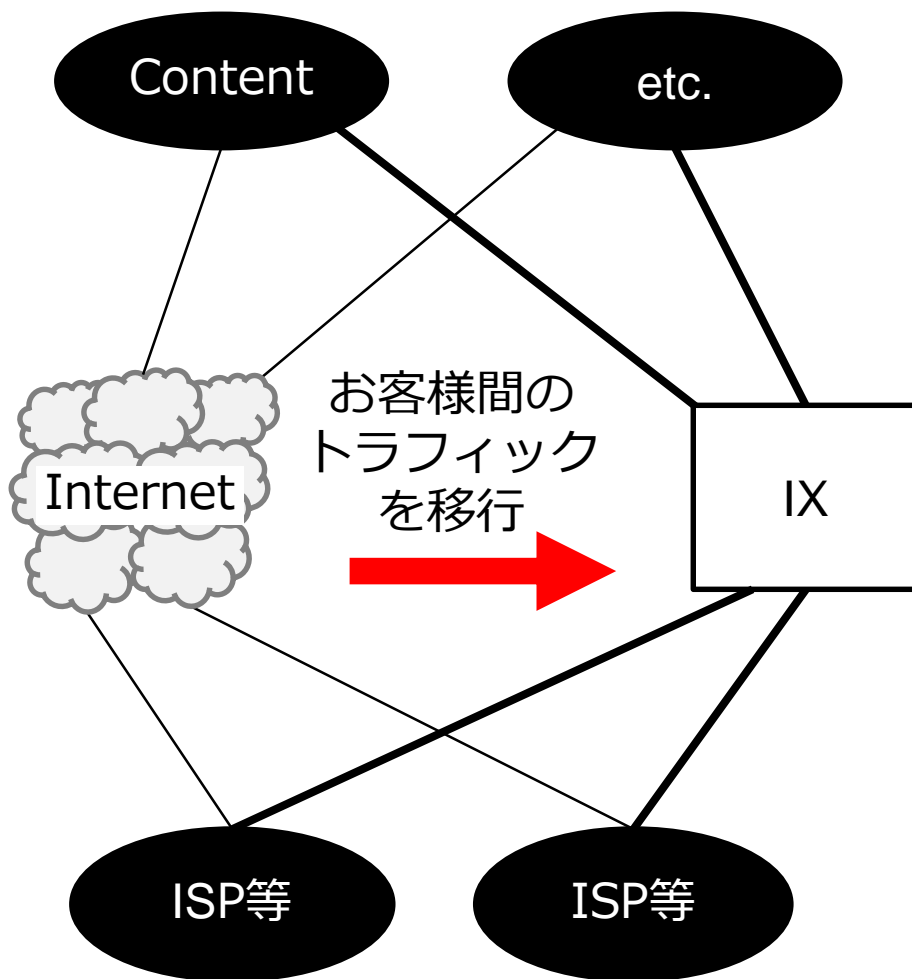 Content
etc.
お客様間の
トラフィック
を移行
Internet
IX
ISP等
ISP等